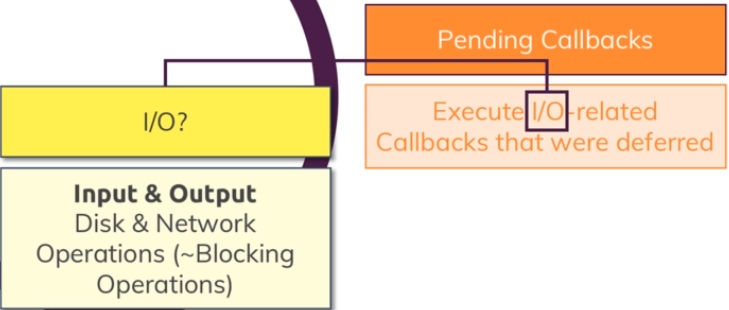 Pending Callbacks
I/O?
Execute I/O-related
Callbacks that were deferred
Input & Output
Disk & Network
Operations (~Blocking
Operations)